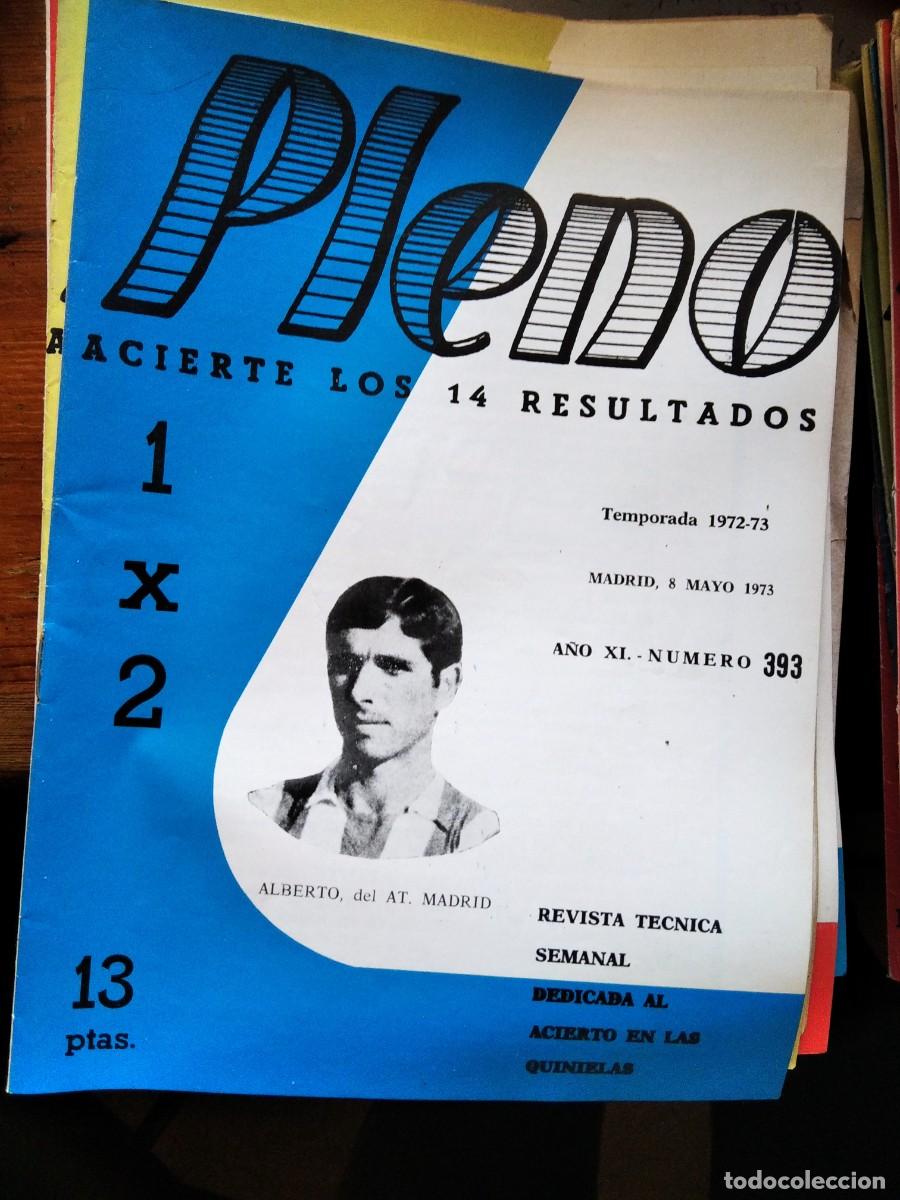 Pleno
ACIERTE LOS 14 RESULTADOS
1
x
2
Temporada 1972-73
MADRID, 8 MAYO 1973
AÑO XI. - NUMERO 393
ALBERTO, del AT. MADRID
REVISTA TECNICA
SEMANAL
DEDICADA AL
ACIERTO EN LAS
QUINIELAS
13
ptas.
todocoleccion